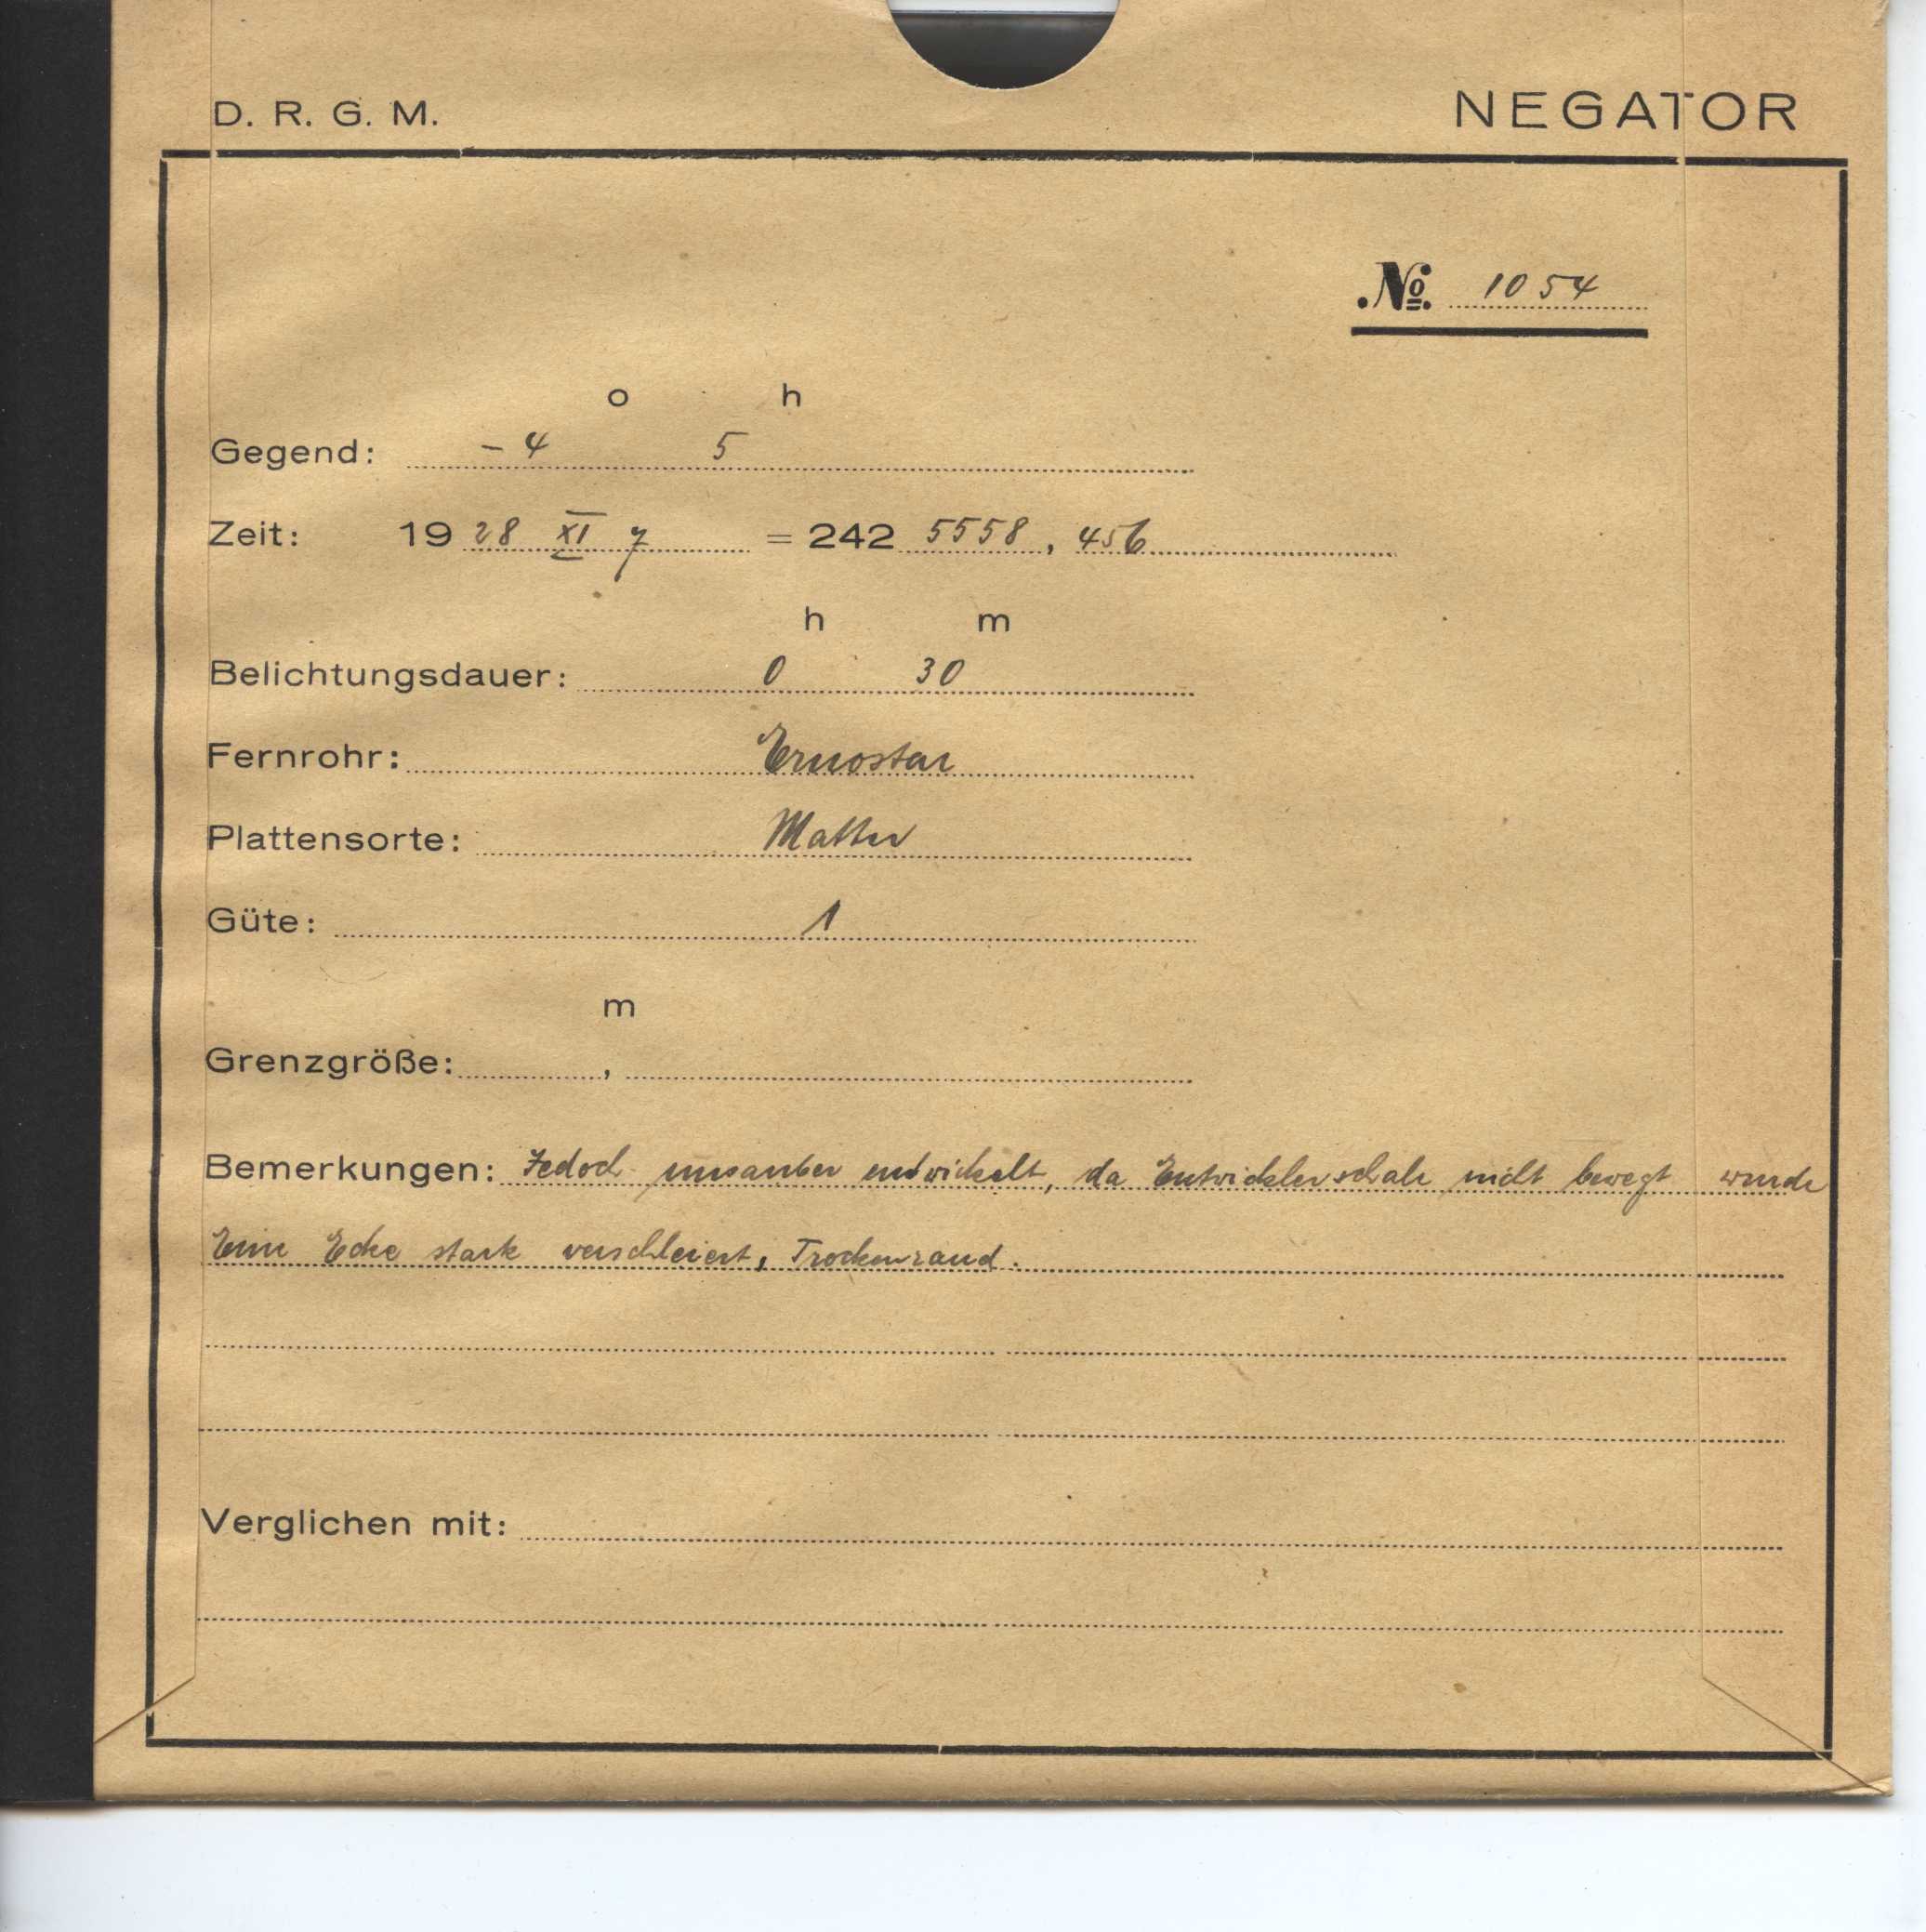 D. R. G. M. NEGATOR
№ 1054
o h
Gegend: -4 5
Zeit: 1928 XI 7 = 242 5558, 456
h m
Belichtungsdauer: 0 30
Fernrohr: Ernostar
Plattensorte: Matter
Güte: 1
m
Grenzgröße: ,
Bemerkungen: Jedoch unsauber entwickelt, da Entwicklerschale nicht bewegt wurde
Eine Ecke stark verschleiert, Trockenrand.
Verglichen mit: